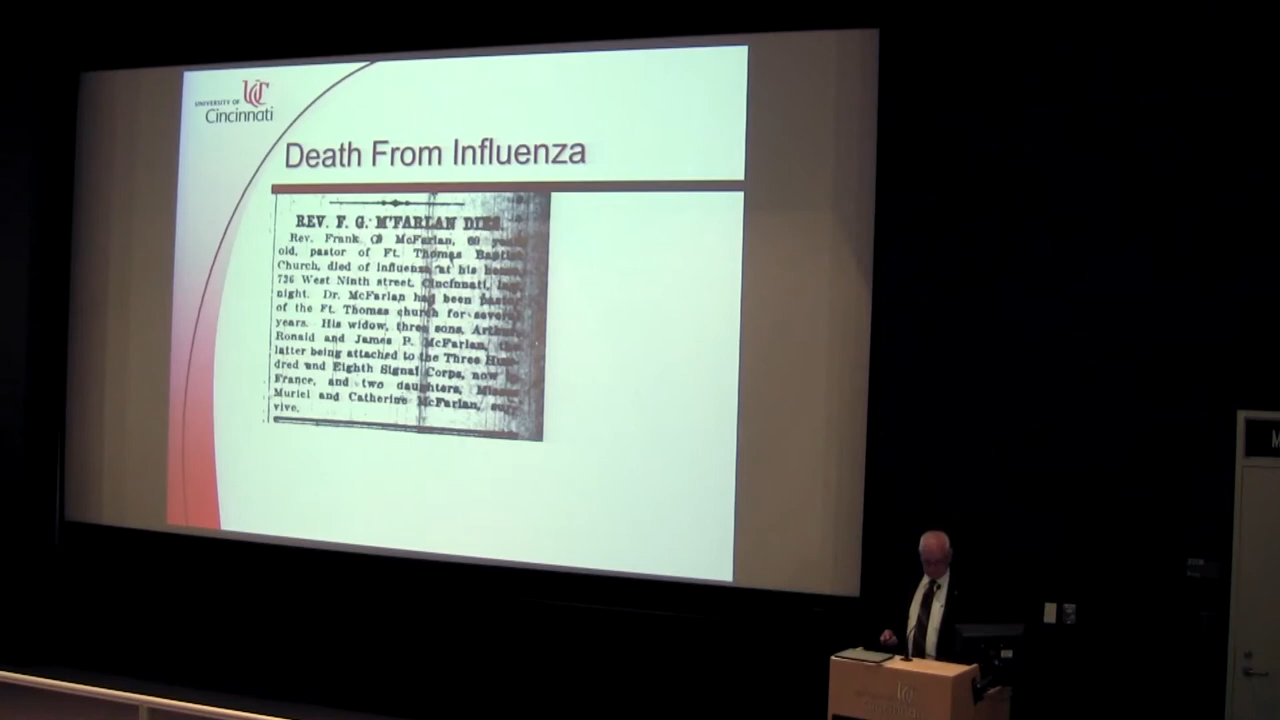 UNIVERSITY OF
UC
Cincinnati
Death From Influenza
REV. F. G. M'FARLAN DIES.
Rev. Frank G McFarlan, 60 years
old, pastor of Ft. Thomas Baptist
Church, died of influenza at his home,
736 West Ninth street, Cincinnati, last
night. Dr. McFarlan had been pastor
of the Ft. Thomas church for several
years. His widow, three sons, Arthur,
Ronald and James P. McFarlan, the
latter being attached to the Three Hun-
dred and Eighth Signal Corps, now in
France, and two daughters, Misses
Muriel and Catherine McFarlan, sur-
vive.
UC
Cincinnati
M